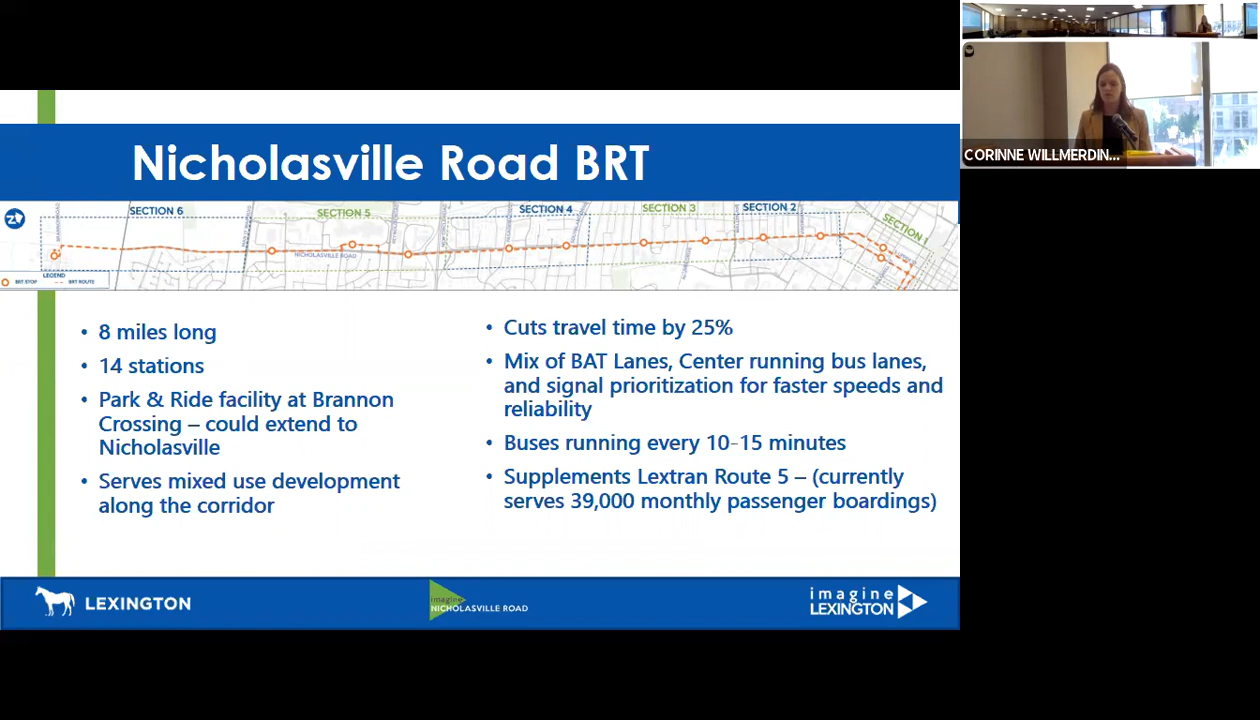 CORINNE WILLMERDIN...
Nicholasville Road BRT
SECTION 6
SECTION 5
SECTION 4
SECTION 3
SECTION 2
SECTION 1
NICHOLASVILLE ROAD
LEGEND
BRT STOP
BRT ROUTE
• 8 miles long
• 14 stations
• Park & Ride facility at Brannon
Crossing – could extend to
Nicholasville
• Serves mixed use development
along the corridor
• Cuts travel time by 25%
• Mix of BAT Lanes, Center running bus lanes,
and signal prioritization for faster speeds and
reliability
• Buses running every 10-15 minutes
• Supplements Lextran Route 5 – (currently
serves 39,000 monthly passenger boardings)
LEXINGTON
imagine
NICHOLASVILLE ROAD
imagine
LEXINGTON